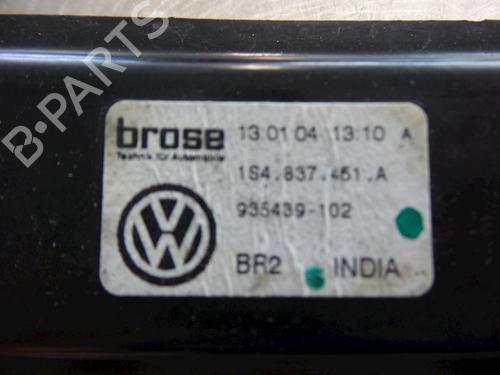 brose 13 01 04 13:10 A
Technik für Automobile
1S4.837.461.A
935439-102
BR2 INDIA
B-PARTS